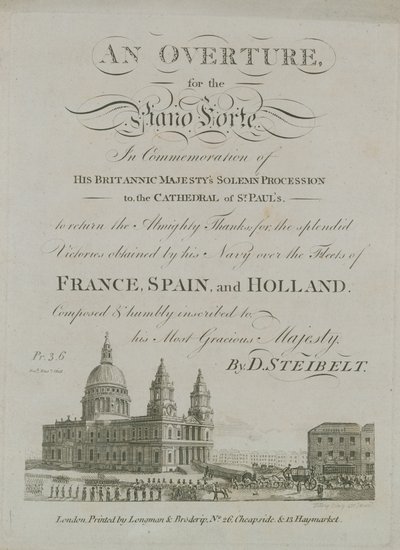 AN OVERTURE,
for the
Piano Forte
In Commemoration of
HIS BRITANNIC MAJESTY'S SOLEMN PROCESSION
to the CATHEDRAL of St. PAUL'S.
to return the Almighty Thanks, for the splendid
Victories obtained by his Navy over the Fleets of
FRANCE, SPAIN, and HOLLAND.
Composed & humbly inscribed to
his Most Gracious Majesty.
Pr. 3.6
By D. STEIBELT.
London, Printed by Longman & Broderip, No. 26, Cheapside, & 13 Haymarket.